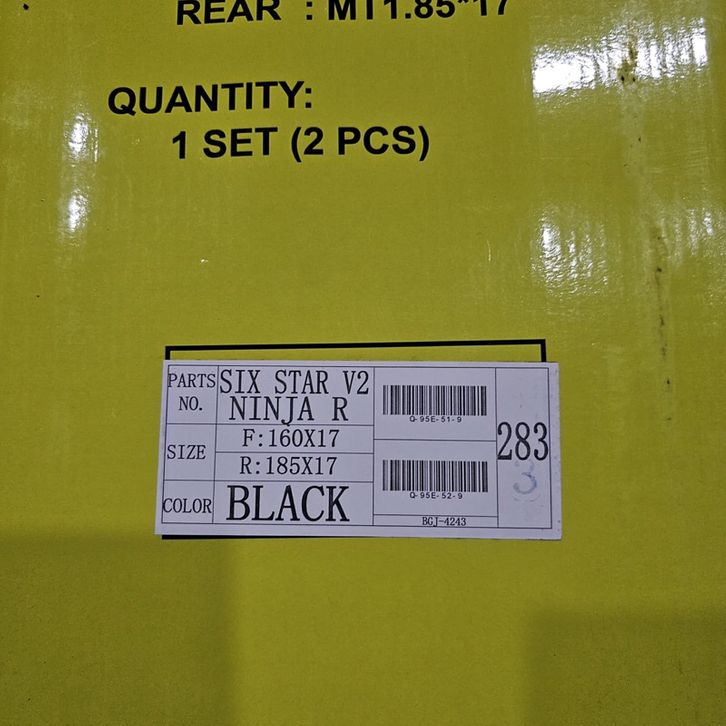 REAR : MT1.85*17
QUANTITY:
1 SET (2 PCS)
PARTS NO.
SIX STAR V2
NINJA R
SIZE
F:160X17
R:185X17
COLOR
BLACK
Q-95E-51-9
Q-95E-52-9
BGJ-4243
283
3